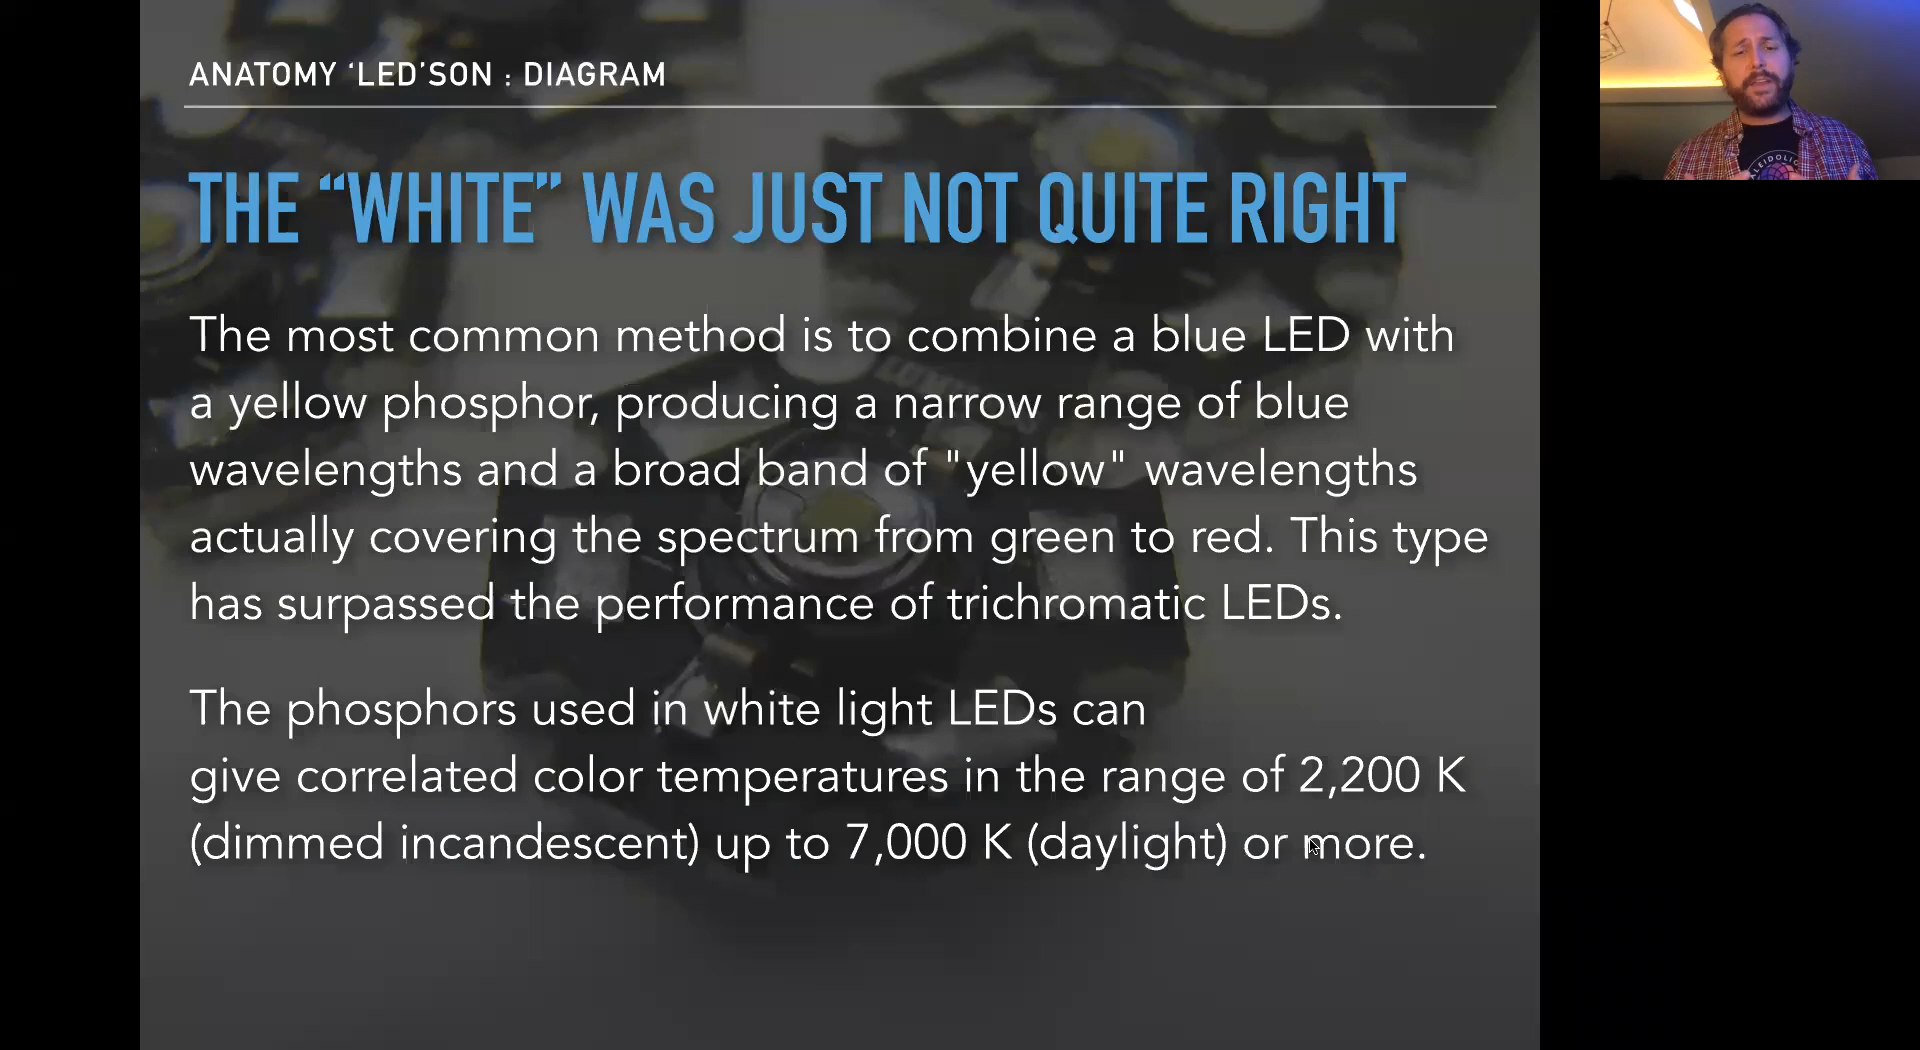 ANATOMY ‘LED’SON : DIAGRAM
THE “WHITE” WAS JUST NOT QUITE RIGHT
The most common method is to combine a blue LED with
a yellow phosphor, producing a narrow range of blue
wavelengths and a broad band of "yellow" wavelengths
actually covering the spectrum from green to red. This type
has surpassed the performance of trichromatic LEDs.
The phosphors used in white light LEDs can
give correlated color temperatures in the range of 2,200 K
(dimmed incandescent) up to 7,000 K (daylight) or more.